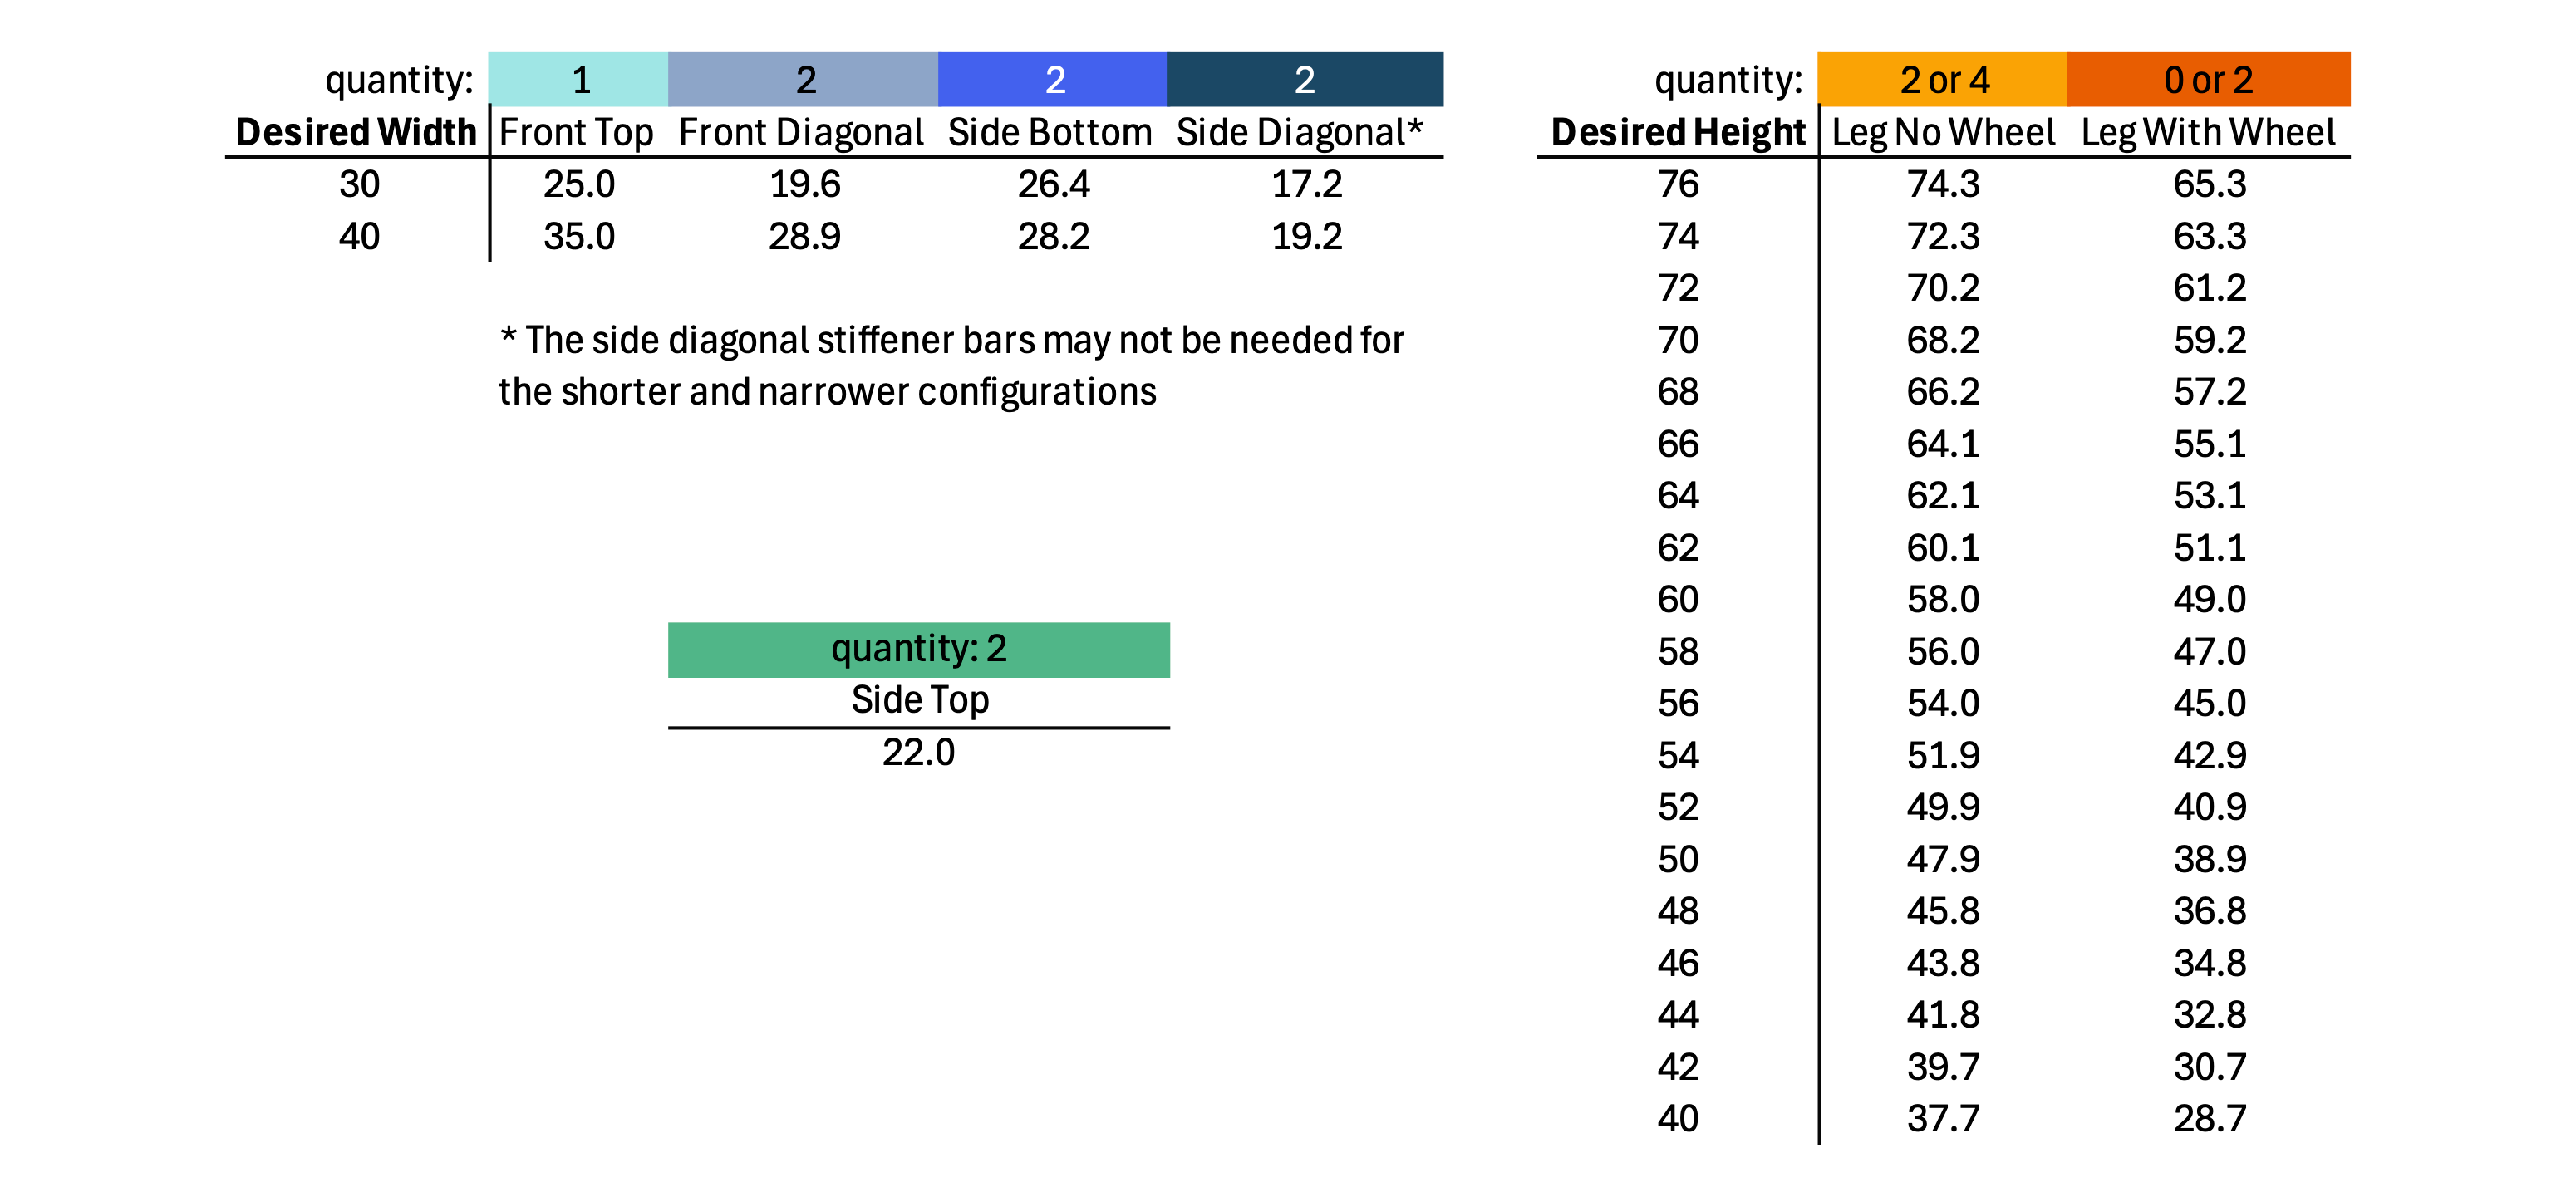 quantity: 1 2 2 2
Desired Width Front Top Front Diagonal Side Bottom Side Diagonal*
30 25.0 19.6 26.4 17.2
40 35.0 28.9 28.2 19.2
* The side diagonal stiffener bars may not be needed for
the shorter and narrower configurations
quantity: 2
Side Top
22.0
quantity: 2 or 4 0 or 2
Desired Height Leg No Wheel Leg With Wheel
76 74.3 65.3
74 72.3 63.3
72 70.2 61.2
70 68.2 59.2
68 66.2 57.2
66 64.1 55.1
64 62.1 53.1
62 60.1 51.1
60 58.0 49.0
58 56.0 47.0
56 54.0 45.0
54 51.9 42.9
52 49.9 40.9
50 47.9 38.9
48 45.8 36.8
46 43.8 34.8
44 41.8 32.8
42 39.7 30.7
40 37.7 28.7